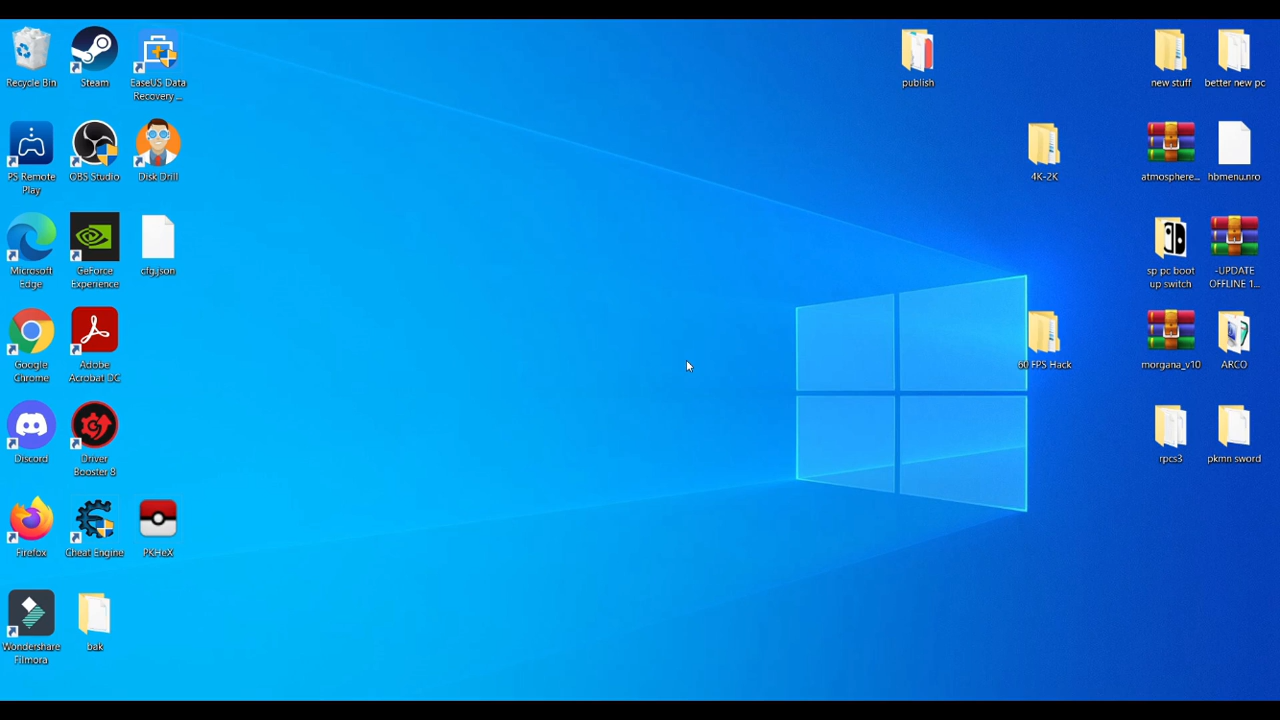 Recycle Bin
Steam
EaseUS Data
Recovery ...
publish
new stuff
better new pc
PS Remote
Play
OBS Studio
Disk Drill
4K-2K
atmosphere...
hbmenu.nro
Microsoft
Edge
GeForce
Experience
cfg.json
sp pc boot
up switch
-UPDATE
OFFLINE 1...
Google
Chrome
Adobe
Acrobat DC
60 FPS Hack
morgana_v10
ARCO
Discord
Driver
Booster 8
rpcs3
pkmn sword
Firefox
Cheat Engine
PKHeX
Wondershare
Filmora
bak